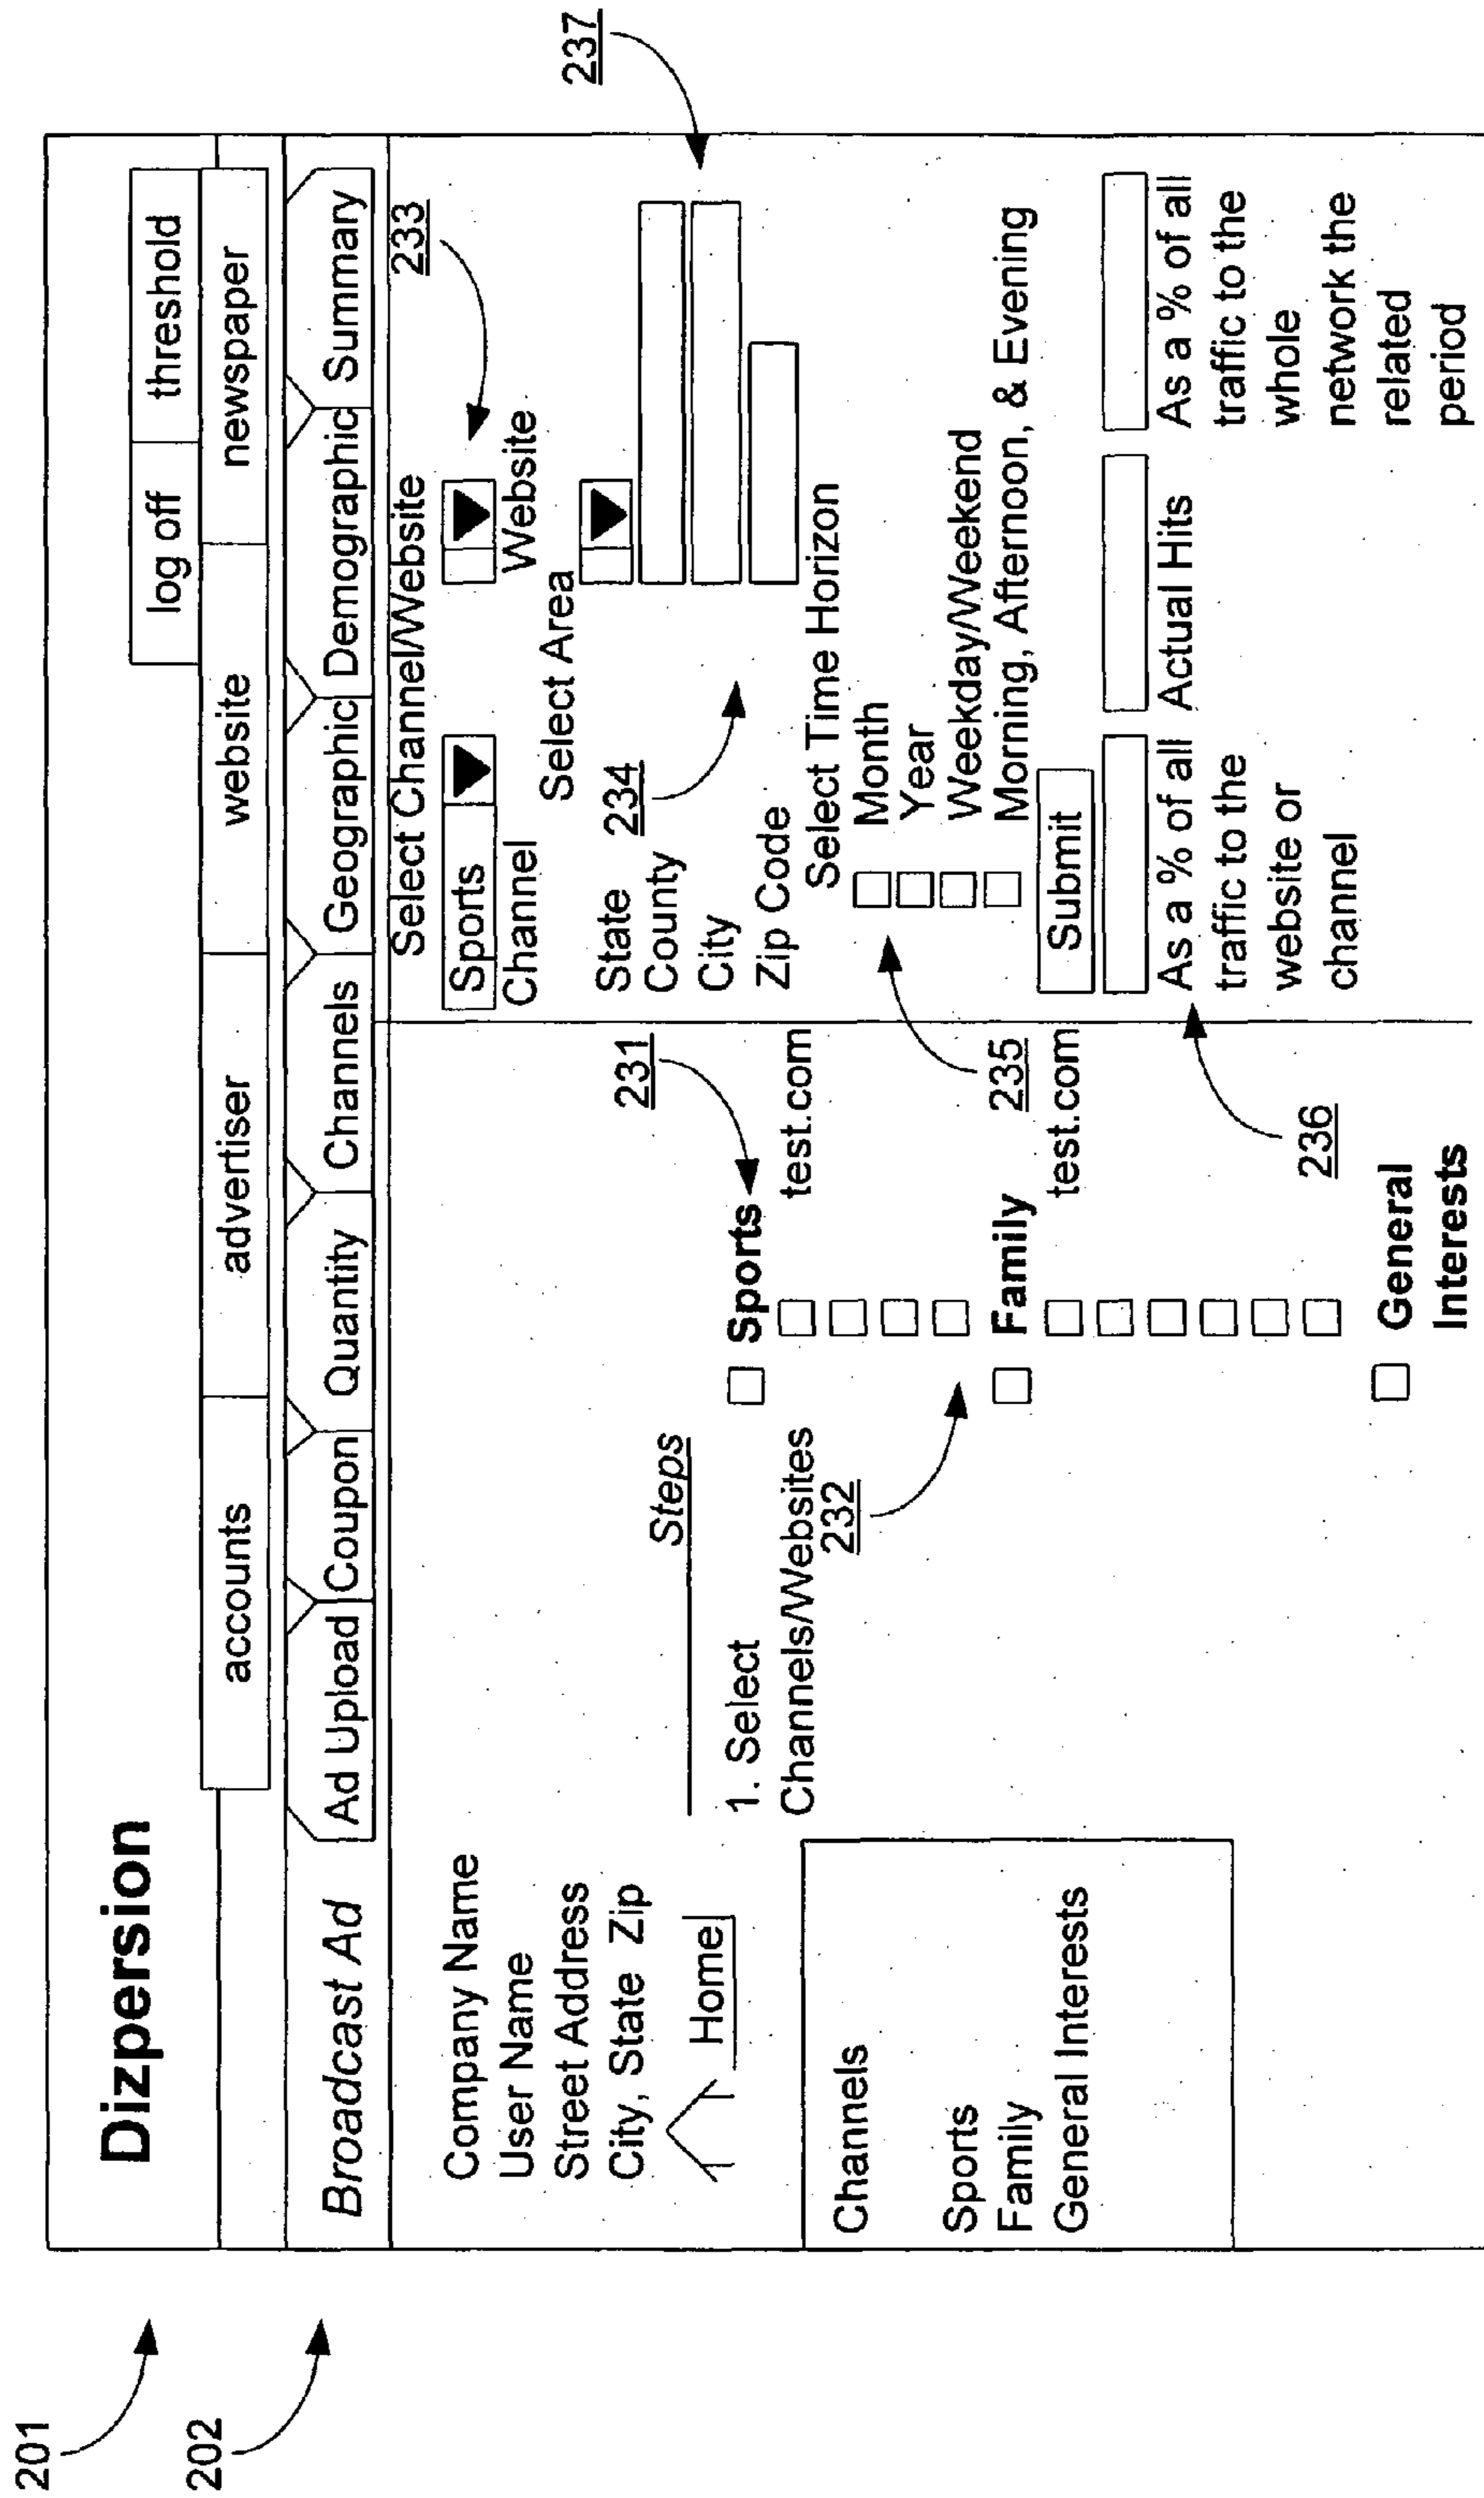 201
202
Dizpersion
log off
threshold
accounts
advertiser
website
newspaper
Broadcast Ad
Ad Upload
Coupon
Quantity
Channels
Geographic
Demographic
Summary
Company Name
User Name
Street Address
City, State Zip
Home
Channels
Sports
Family
General Interests
Steps
1. Select
Channels/Websites
232
Sports
231
test.com
Family
235
test.com
236
General
Interests
Select Channel/Website
233
Sports
Channel
Website
Select Area
237
State
234
County
City
Zip Code
Select Time Horizon
Month
Year
Weekday/Weekend
Morning, Afternoon, & Evening
Submit
As a % of all
traffic to the
website or
channel
Actual Hits
As a % of all
traffic to the
whole
network the
related
period